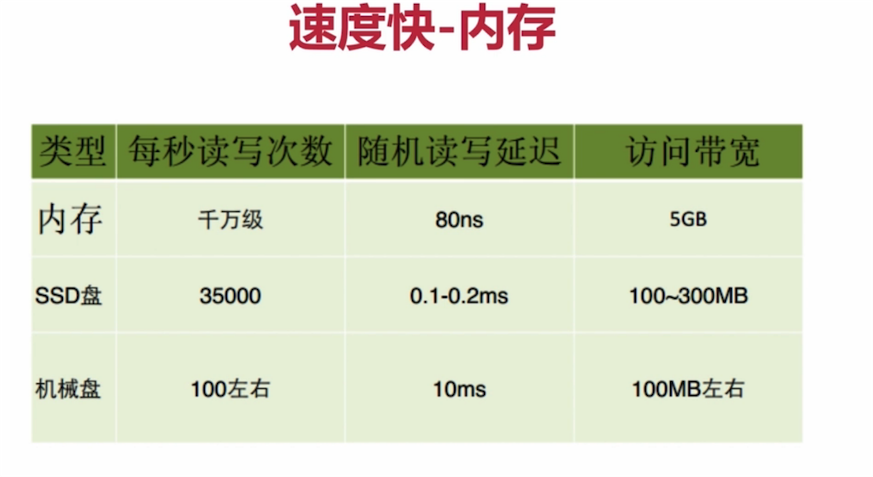 速度快-内存
类型 每秒读写次数 随机读写延迟 访问带宽
内存 千万级 80ns 5GB
SSD盘 35000 0.1-0.2ms 100~300MB
机械盘 100左右 10ms 100MB左右